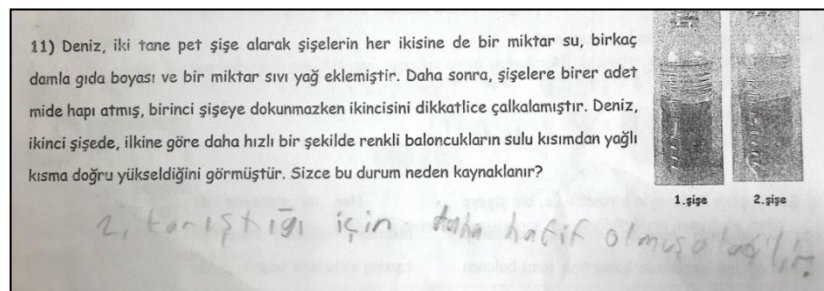 11) Deniz, iki tane pet şişe alarak şişelerin her ikisine de bir miktar su, birkaç
damla gıda boyası ve bir miktar sıvı yağ eklemiştir. Daha sonra, şişelere birer adet
mide hapı atmış, birinci şişeye dokunmazken ikincisini dikkatlice çalkalamıştır. Deniz,
ikinci şişede, ilkine göre daha hızlı bir şekilde renkli baloncukların sulu kısımdan yağlı
kısma doğru yükseldiğini görmüştür. Sizce bu durum neden kaynaklanır?
1.şişe 2.şişe
2, karıştığı için daha hafif olmuş olabilir.